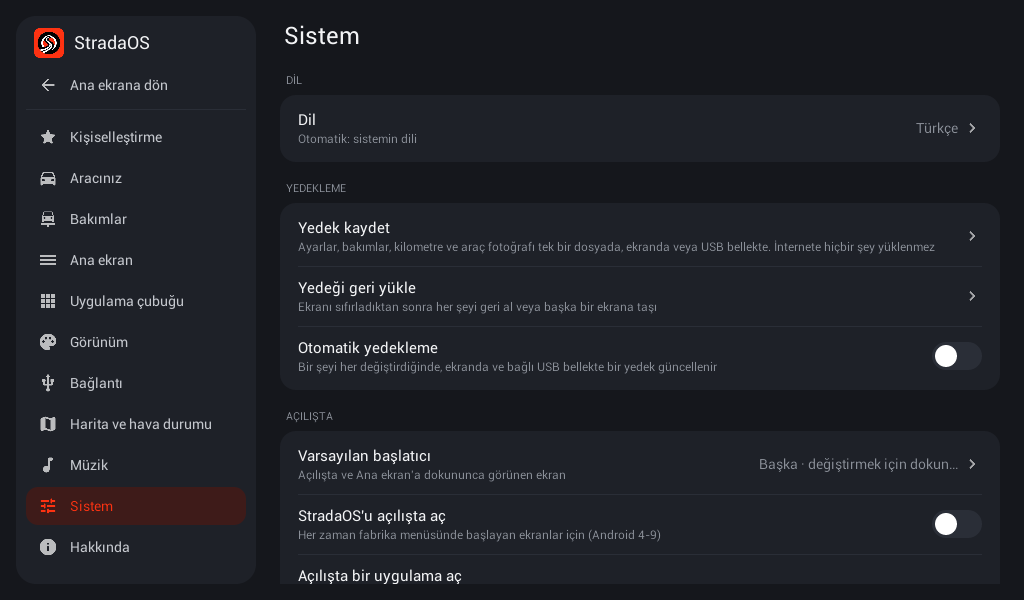 StradaOS
Ana ekrana dön
Kişiselleştirme
Aracınız
Bakımlar
Ana ekran
Uygulama çubuğu
Görünüm
Bağlantı
Harita ve hava durumu
Müzik
Sistem
Hakkında
Sistem
DİL
Dil
Otomatik: sistemin dili
Türkçe
YEDEKLEME
Yedek kaydet
Ayarlar, bakımlar, kilometre ve araç fotoğrafı tek bir dosyada, ekranda veya USB bellekte. İnternete hiçbir şey yüklenmez
Yedeği geri yükle
Ekranı sıfırladıktan sonra her şeyi geri al veya başka bir ekrana taşı
Otomatik yedekleme
Bir şeyi her değiştirdiğinde, ekranda ve bağlı USB bellekte bir yedek güncellenir
AÇILIŞTA
Varsayılan başlatıcı
Açılışta ve Ana ekran'a dokununca görünen ekran
Başka · değiştirmek için dokun…
StradaOS'u açılışta aç
Her zaman fabrika menüsünde başlayan ekranlar için (Android 4-9)
Açılışta bir uygulama aç